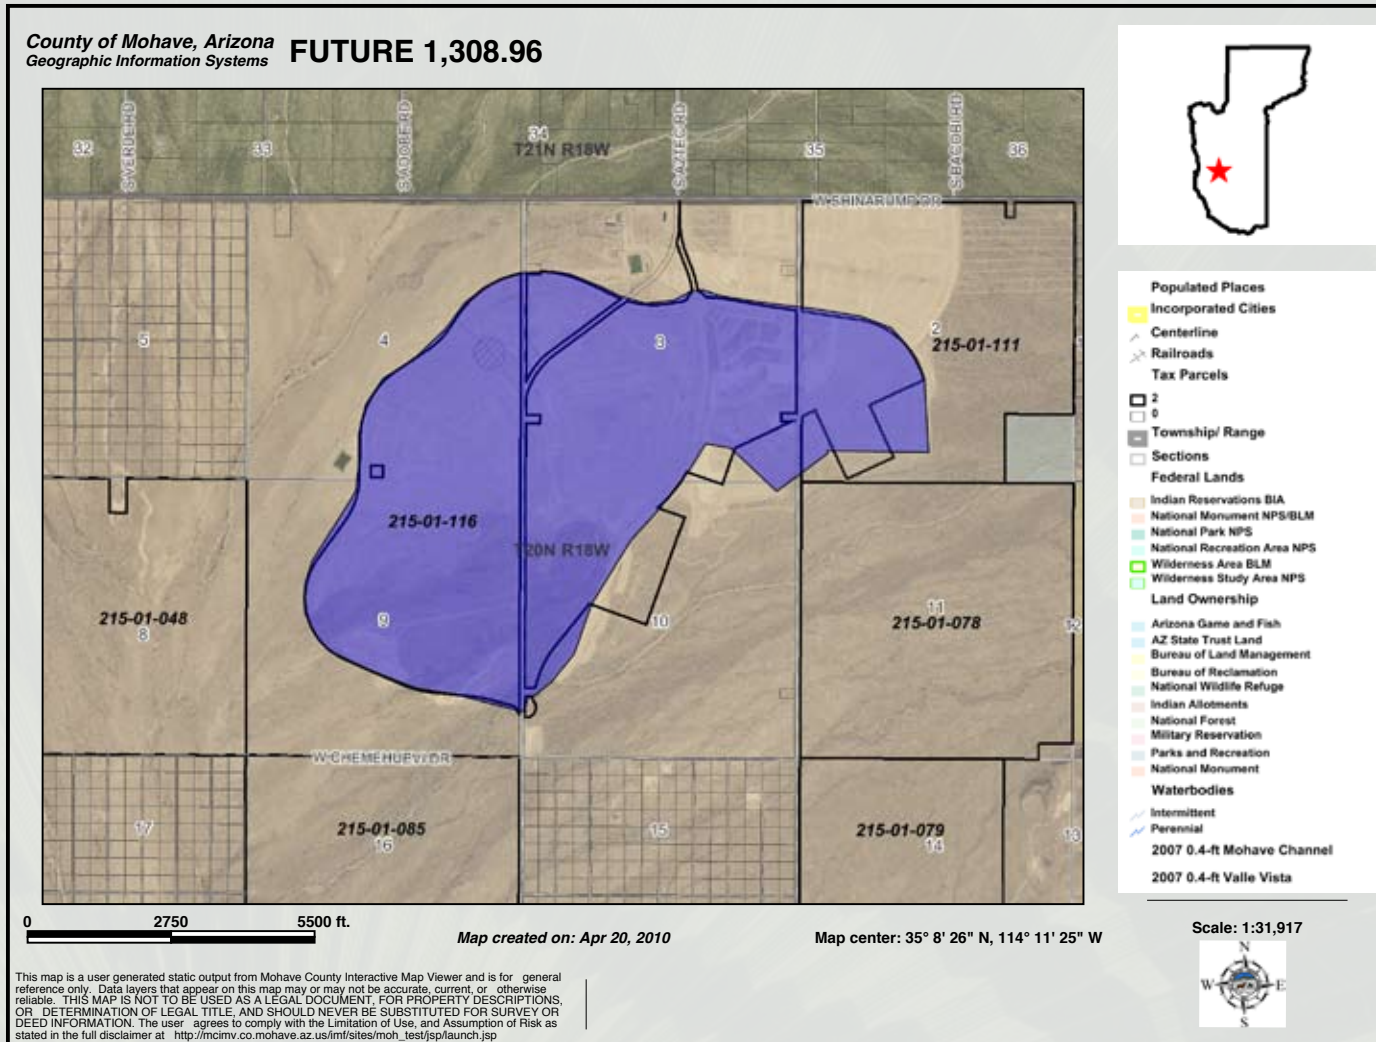 County of Mohave, Arizona
Geographic Information Systems
FUTURE 1,308.96
S VERUE RD
S ADOBE RD
S AZTEC RD
S BACOBI RD
32
33
34
T21N R18W
35
36
W SHINARUMP DR
5
4
3
2
215-01-111
215-01-116
T20N R18W
215-01-048
8
9
10
11
215-01-078
12
W CHEMEHUEVI DR
17
215-01-085
16
15
215-01-079
14
13
0 2750 5500 ft.
Map created on: Apr 20, 2010
Map center: 35° 8' 26" N, 114° 11' 25" W
This map is a user generated static output from Mohave County Interactive Map Viewer and is for general
reference only. Data layers that appear on this map may or may not be accurate, current, or otherwise
reliable. THIS MAP IS NOT TO BE USED AS A LEGAL DOCUMENT, FOR PROPERTY DESCRIPTIONS,
OR DETERMINATION OF LEGAL TITLE, AND SHOULD NEVER BE SUBSTITUTED FOR SURVEY OR
DEED INFORMATION. The user agrees to comply with the Limitation of Use, and Assumption of Risk as
stated in the full disclaimer at http://mcimv.co.mohave.az.us/imf/sites/moh_test/jsp/launch.jsp
Populated Places
Incorporated Cities
Centerline
Railroads
Tax Parcels
2
0
Township/ Range
Sections
Federal Lands
Indian Reservations BIA
National Monument NPS/BLM
National Park NPS
National Recreation Area NPS
Wilderness Area BLM
Wilderness Study Area NPS
Land Ownership
Arizona Game and Fish
AZ State Trust Land
Bureau of Land Management
Bureau of Reclamation
National Wildlife Refuge
Indian Allotments
National Forest
Military Reservation
Parks and Recreation
National Monument
Waterbodies
Intermittent
Perennial
2007 0.4-ft Mohave Channel
2007 0.4-ft Valle Vista
Scale: 1:31,917
N
W E
S